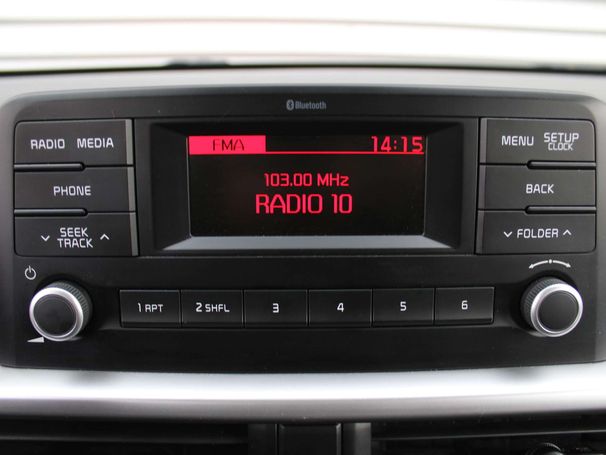 Bluetooth
RADIO MEDIA
FMA 14:15
MENU SETUP
CLOCK
103.00 MHz
PHONE
RADIO 10
BACK
SEEK
TRACK
FOLDER
1 RPT 2 SHFL 3 4 5 6